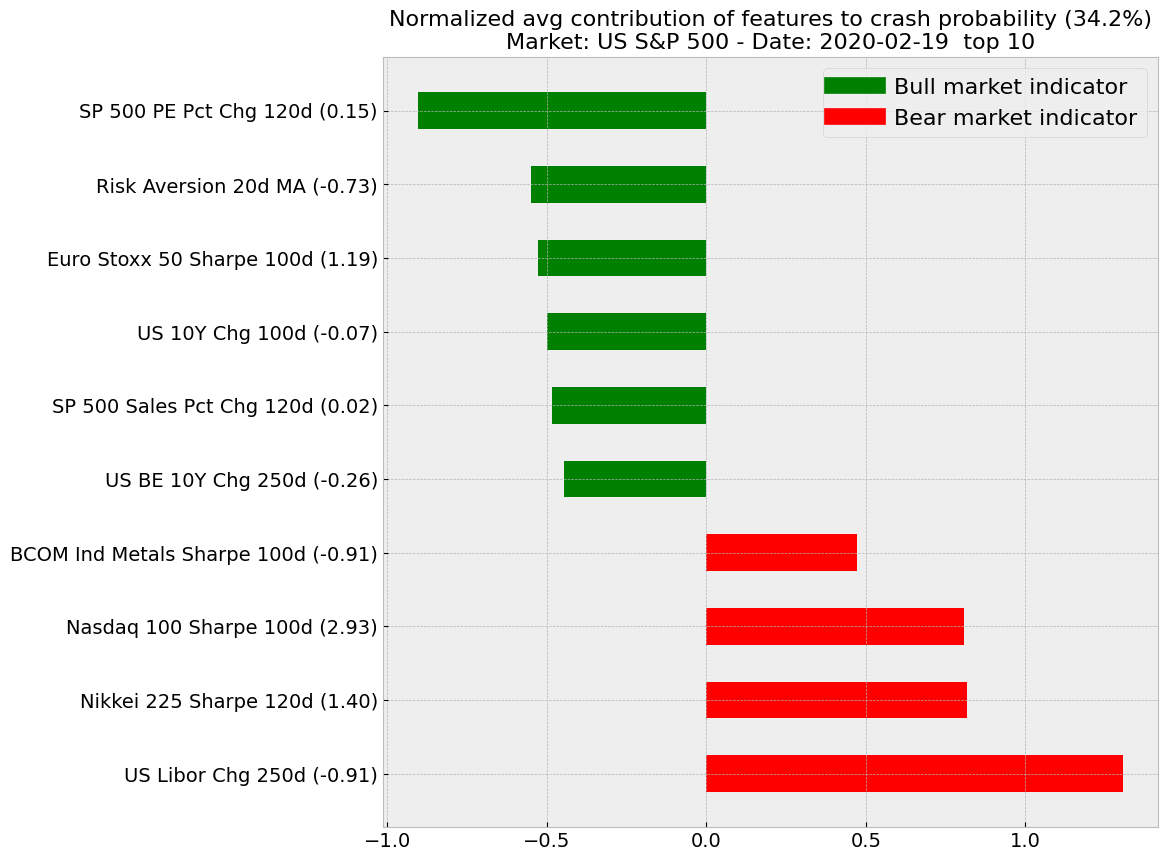 Normalized avg contribution of features to crash probability (34.2%)
Market: US S&P 500 - Date: 2020-02-19  top 10
Bull market indicator
Bear market indicator
SP 500 PE Pct Chg 120d (0.15)
Risk Aversion 20d MA (-0.73)
Euro Stoxx 50 Sharpe 100d (1.19)
US 10Y Chg 100d (-0.07)
SP 500 Sales Pct Chg 120d (0.02)
US BE 10Y Chg 250d (-0.26)
BCOM Ind Metals Sharpe 100d (-0.91)
Nasdaq 100 Sharpe 100d (2.93)
Nikkei 225 Sharpe 120d (1.40)
US Libor Chg 250d (-0.91)
−1.0 −0.5 0.0 0.5 1.0